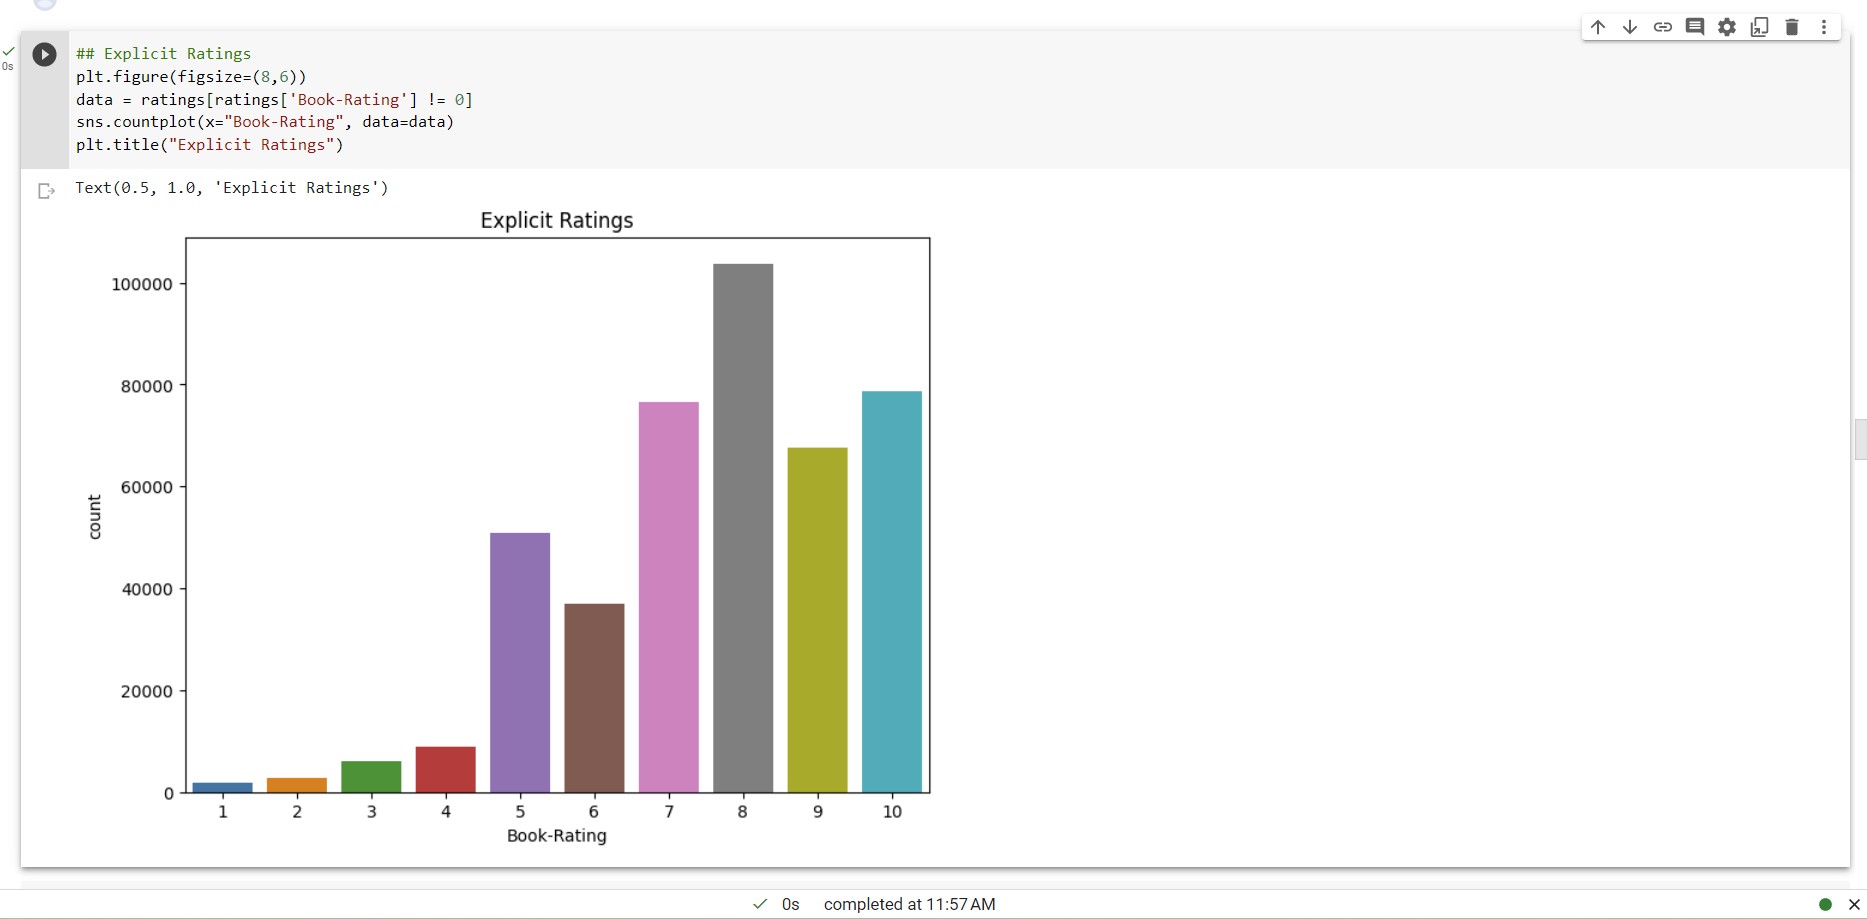 ## Explicit Ratings
0s
plt.figure(figsize=(8,6))
data = ratings[ratings['Book-Rating'] != 0]
sns.countplot(x="Book-Rating", data=data)
plt.title("Explicit Ratings")
Text(0.5, 1.0, 'Explicit Ratings')
Explicit Ratings
100000
80000
60000
40000
20000
0
count
1 2 3 4 5 6 7 8 9 10
Book-Rating
0s completed at 11:57 AM